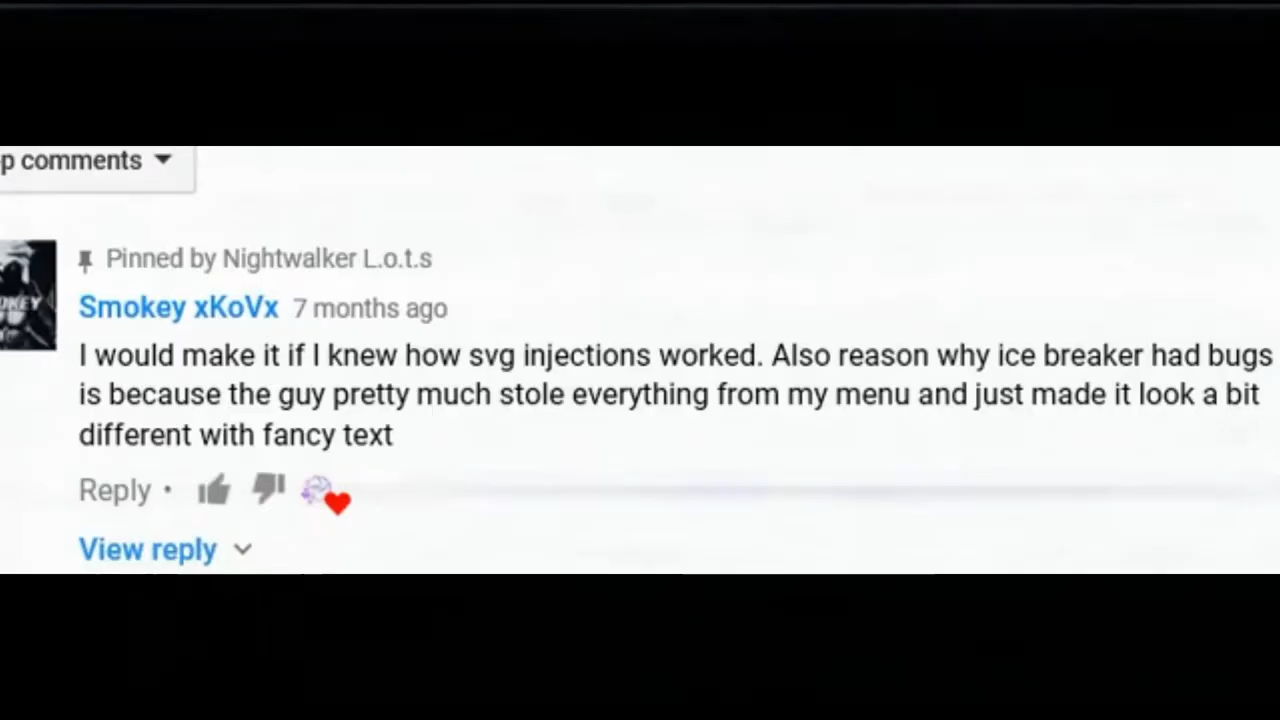 p comments
Pinned by Nightwalker L.o.t.s
Smokey xKoVx 7 months ago
I would make it if I knew how svg injections worked. Also reason why ice breaker had bugs
is because the guy pretty much stole everything from my menu and just made it look a bit
different with fancy text
Reply •
View reply